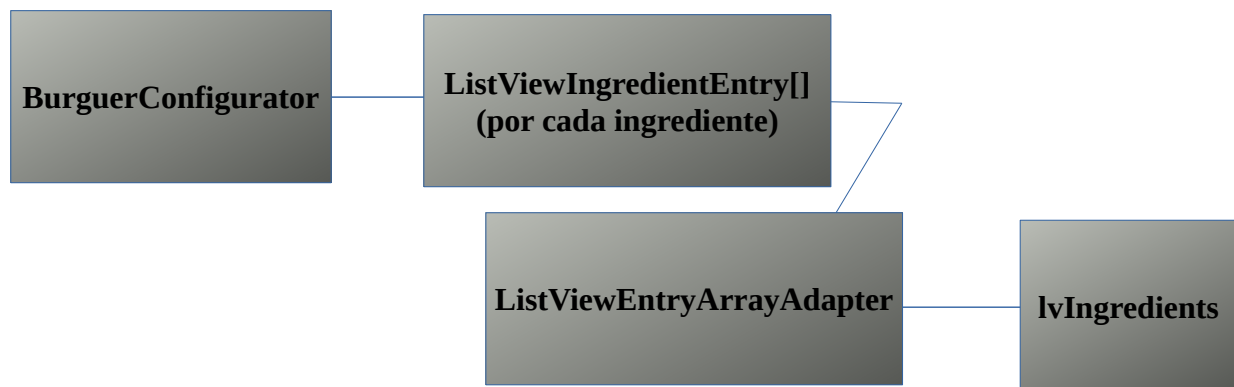 BurguerConfigurator
ListViewIngredientEntry[]
(por cada ingrediente)
ListViewEntryArrayAdapter
lvIngredients